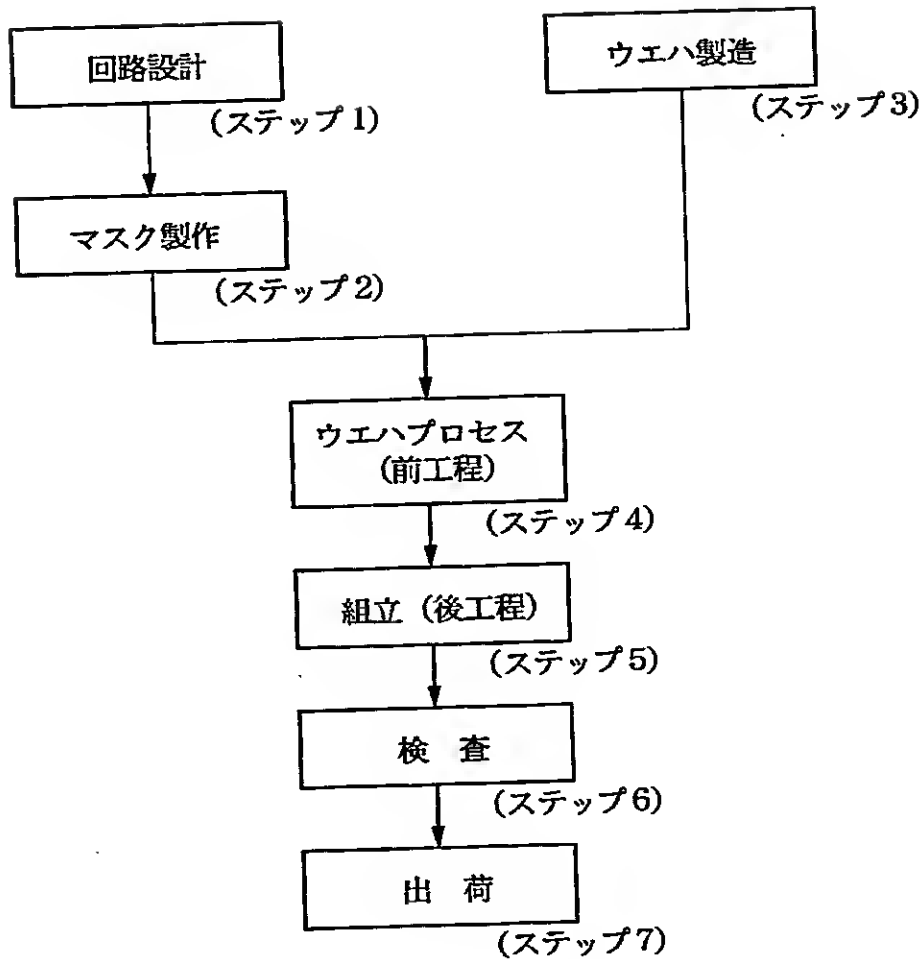 回路設計
(ステップ1)
ウエハ製造
(ステップ3)
マスク製作
(ステップ2)
ウエハプロセス
(前工程)
(ステップ4)
組立 (後工程)
(ステップ5)
検 査
(ステップ6)
出 荷
(ステップ7)